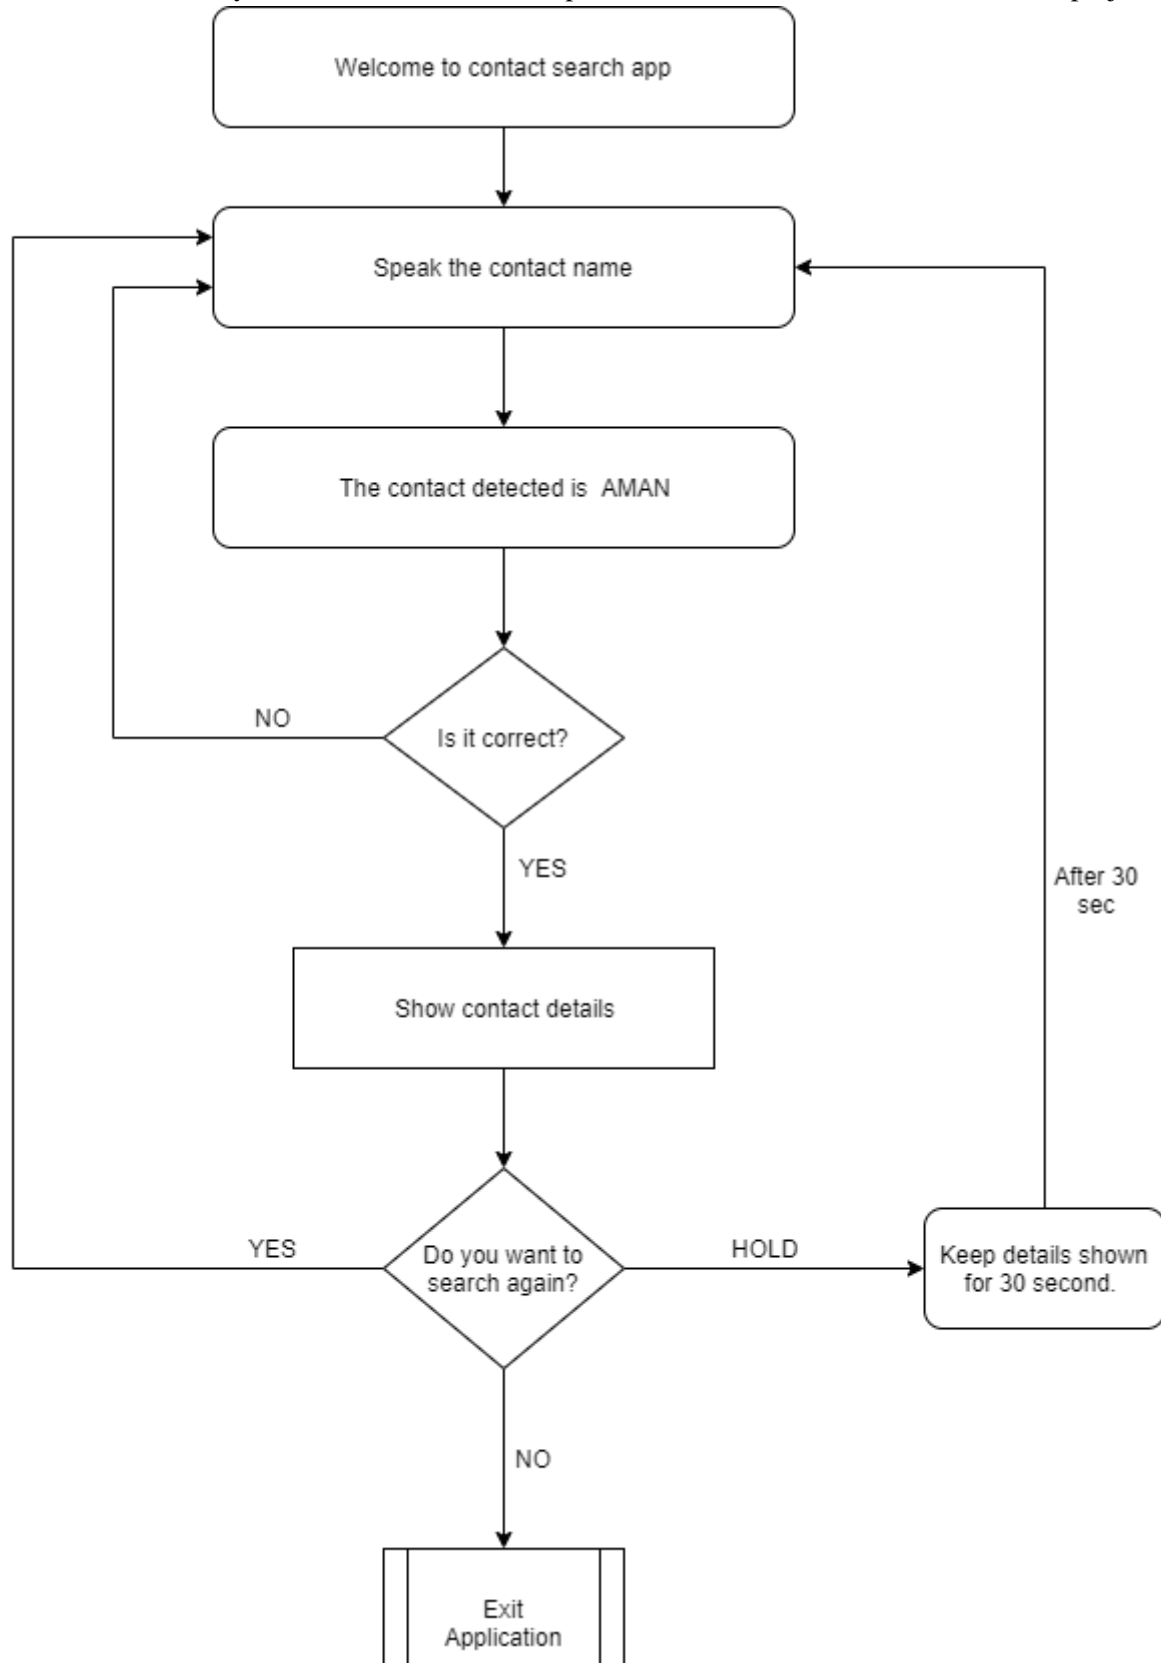 Welcome to contact search app
Speak the contact name
The contact detected is  AMAN
Is it correct?
NO
YES
After 30
sec
Show contact details
Do you want to
search again?
YES
HOLD
Keep details shown
for 30 second.
NO
Exit
Application